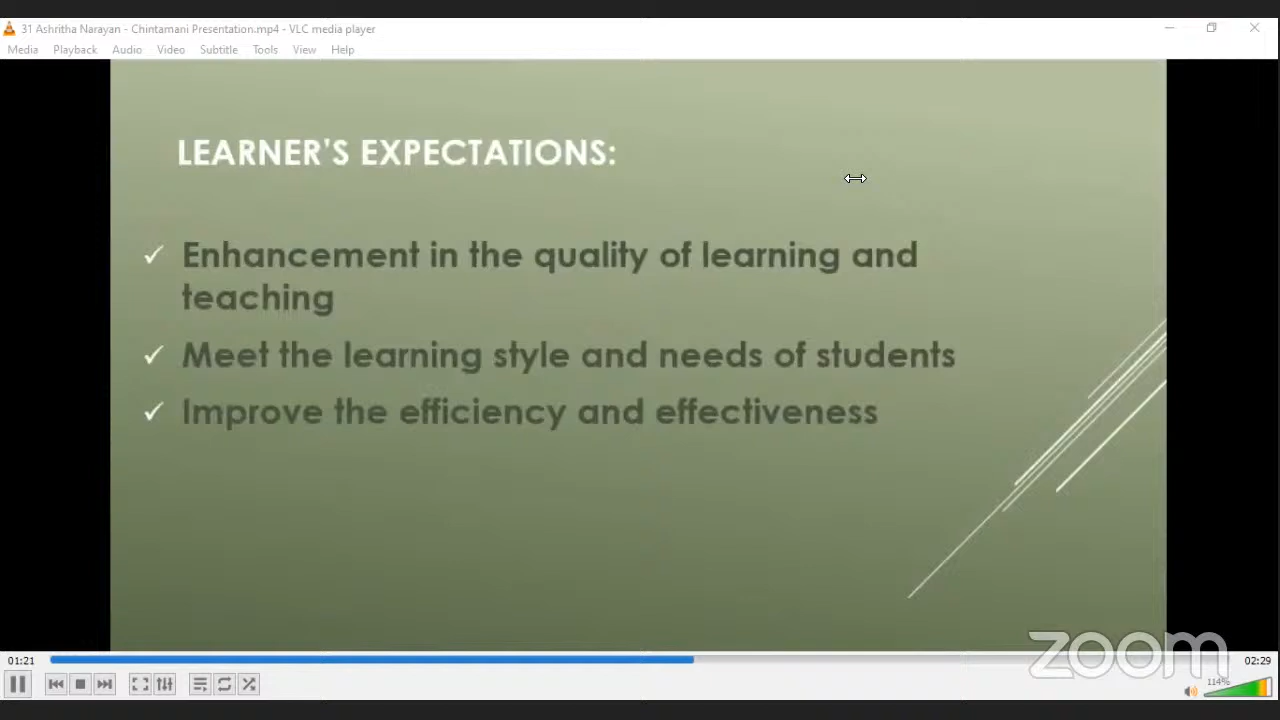 31 Ashritha Narayan - Chintamani Presentation.mp4 - VLC media player
Media Playback Audio Video Subtitle Tools View Help
LEARNER'S EXPECTATIONS:
✓ Enhancement in the quality of learning and
teaching
✓ Meet the learning style and needs of students
✓ Improve the efficiency and effectiveness
zoom
01:21 02:29
114%